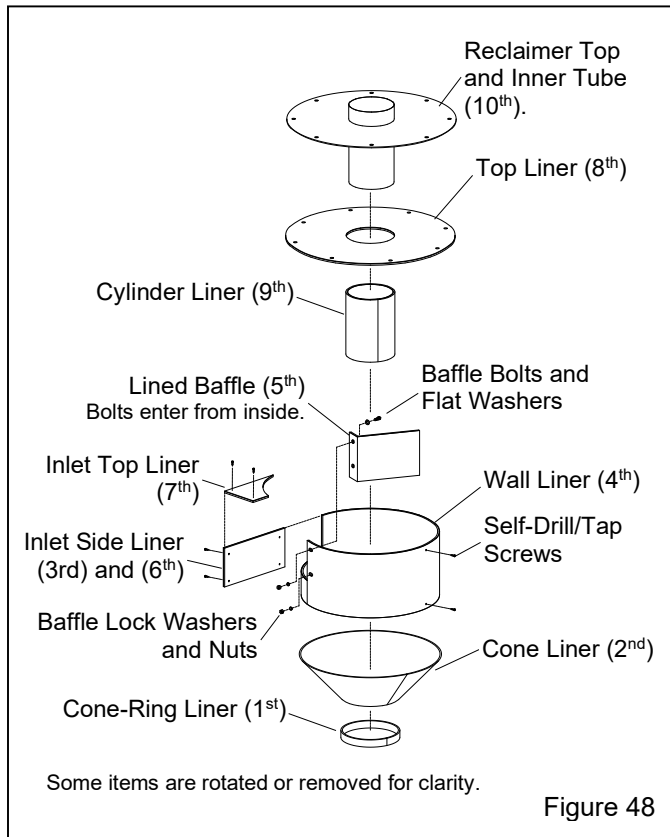 Reclaimer Top
and Inner Tube
(10th).
Top Liner (8th)
Cylinder Liner (9th)
Lined Baffle (5th)
Bolts enter from inside.
Baffle Bolts and
Flat Washers
Inlet Top Liner
(7th)
Wall Liner (4th)
Inlet Side Liner
(3rd) and (6th)
Self-Drill/Tap
Screws
Baffle Lock Washers
and Nuts
Cone Liner (2nd)
Cone-Ring Liner (1st)
Some items are rotated or removed for clarity.
Figure 48